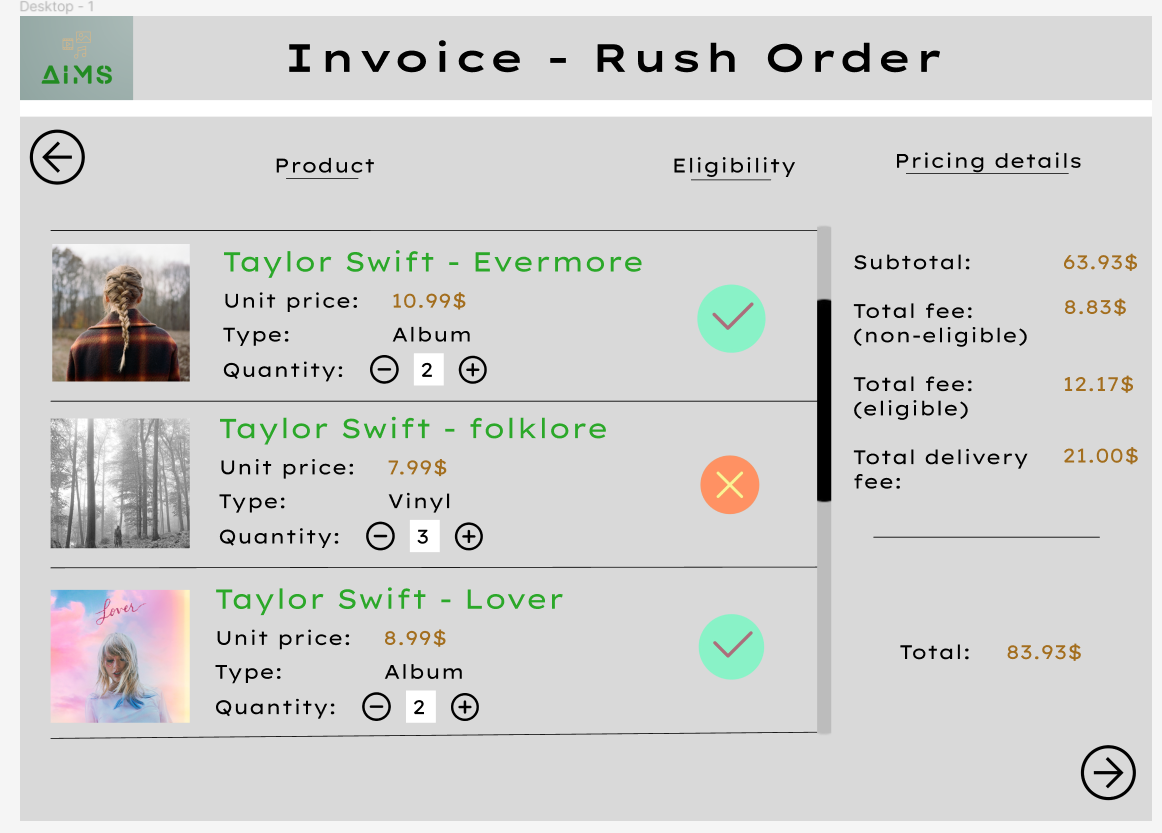 Desktop - 1
AiMS
Invoice - Rush Order
Product
Eligibility
Pricing details
Taylor Swift - Evermore
Unit price: 10.99$
Type: Album
Quantity: 2
Taylor Swift - folklore
Unit price: 7.99$
Type: Vinyl
Quantity: 3
Lover
Taylor Swift - Lover
Unit price: 8.99$
Type: Album
Quantity: 2
Subtotal: 63.93$
Total fee: 8.83$
(non-eligible)
Total fee: 12.17$
(eligible)
Total delivery 21.00$
fee:
Total: 83.93$